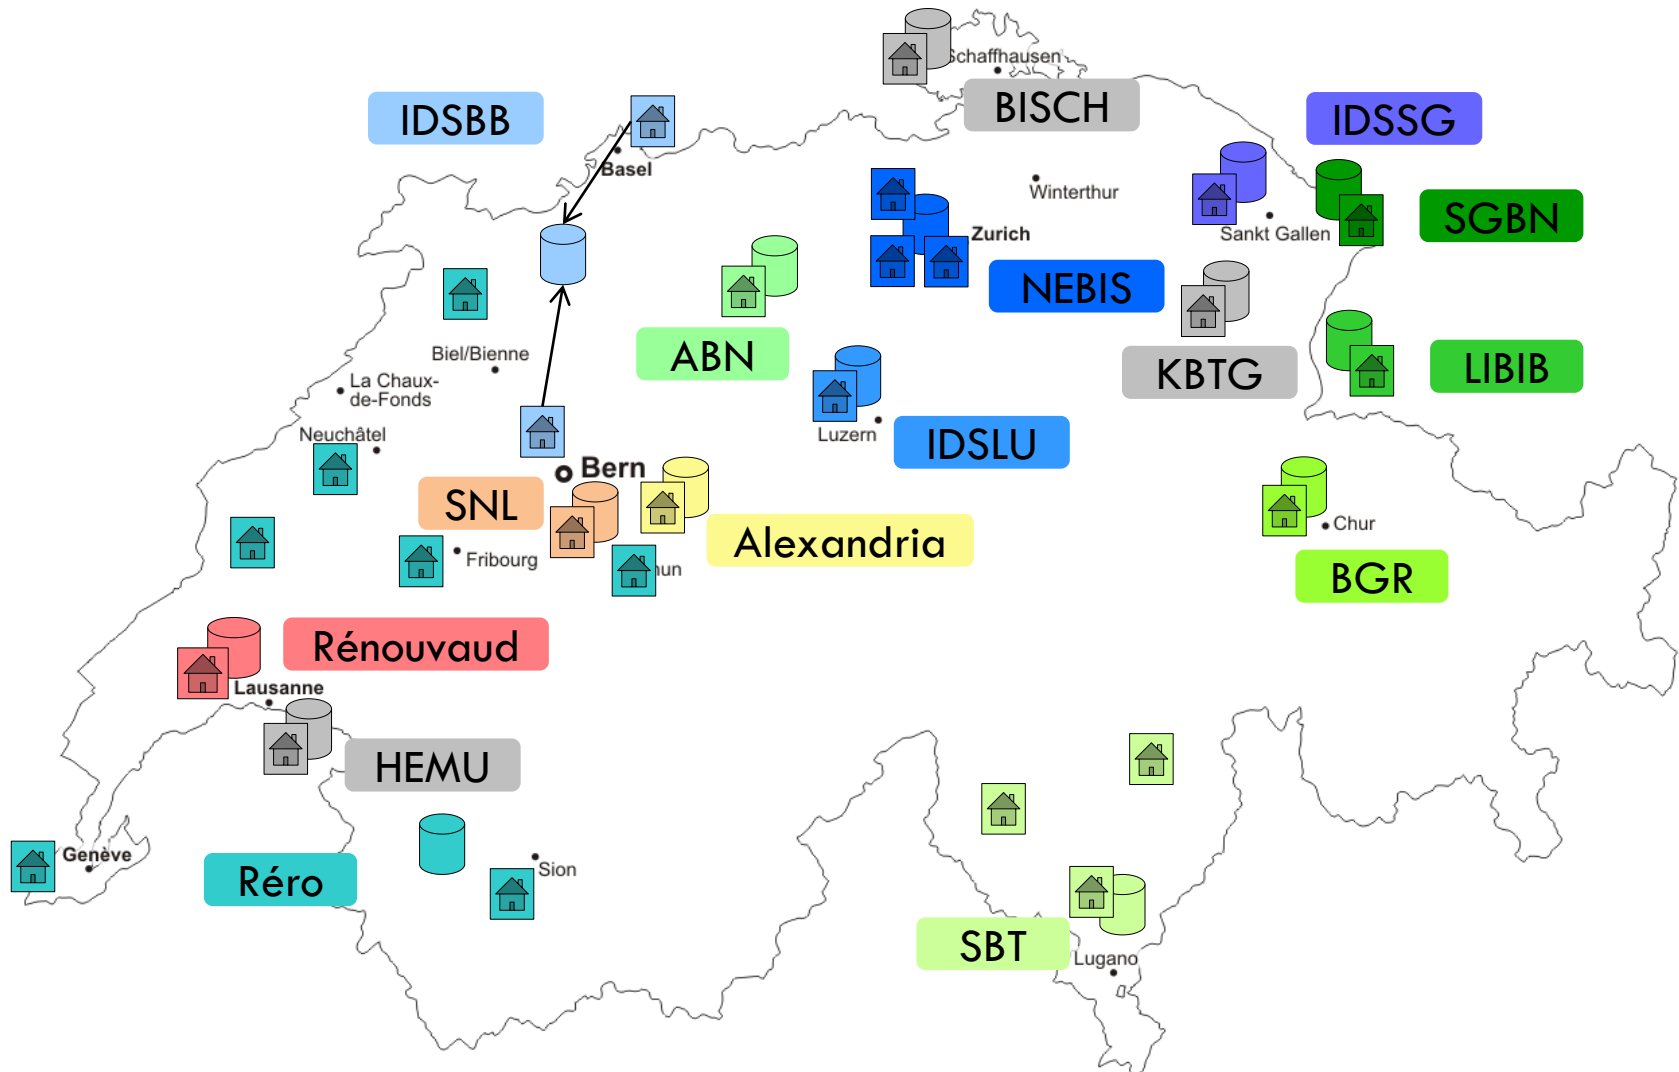 Schaffhausen
BISCH
IDSBB
IDSSG
Basel
Winterthur
SGBN
Sankt Gallen
Zurich
NEBIS
ABN
Biel/Bienne
KBTG
LIBIB
La Chaux-
de-Fonds
Neuchâtel
Luzern
IDSLU
Bern
SNL
Alexandria
Chur
Fribourg
hun
BGR
Rénouvaud
Lausanne
HEMU
Genève
Réro
Sion
SBT
Lugano